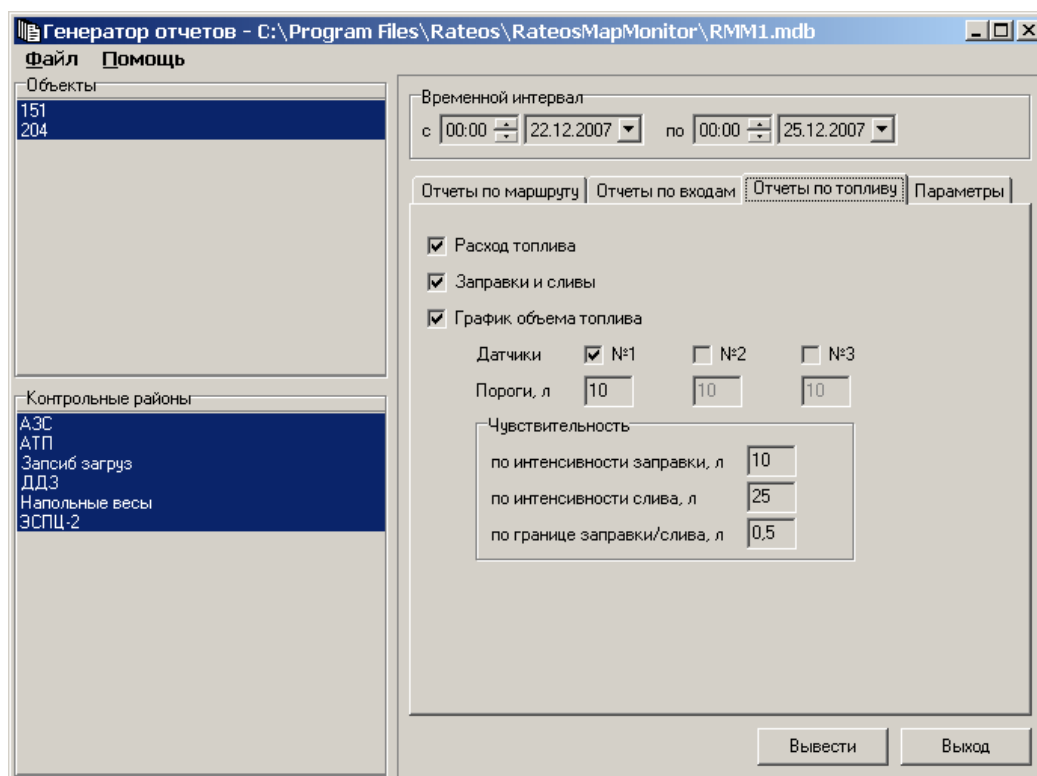 Генератор отчетов - C:\Program Files\Rateos\RateosMapMonitor\RMM1.mdb
Файл Помощь
Объекты
151
204
Контрольные районы
АЗС
АТП
Запсиб загруз
ДДЗ
Напольные весы
ЭСПЦ-2
Временной интервал
с 00:00 22.12.2007 по 00:00 25.12.2007
Отчеты по маршруту Отчеты по входам Отчеты по топливу Параметры
Расход топлива
Заправки и сливы
График объема топлива
Датчики №1 №2 №3
Пороги, л 10 10 10
Чувствительность
по интенсивности заправки, л 10
по интенсивности слива, л 25
по границе заправки/слива, л 0,5
Вывести Выход